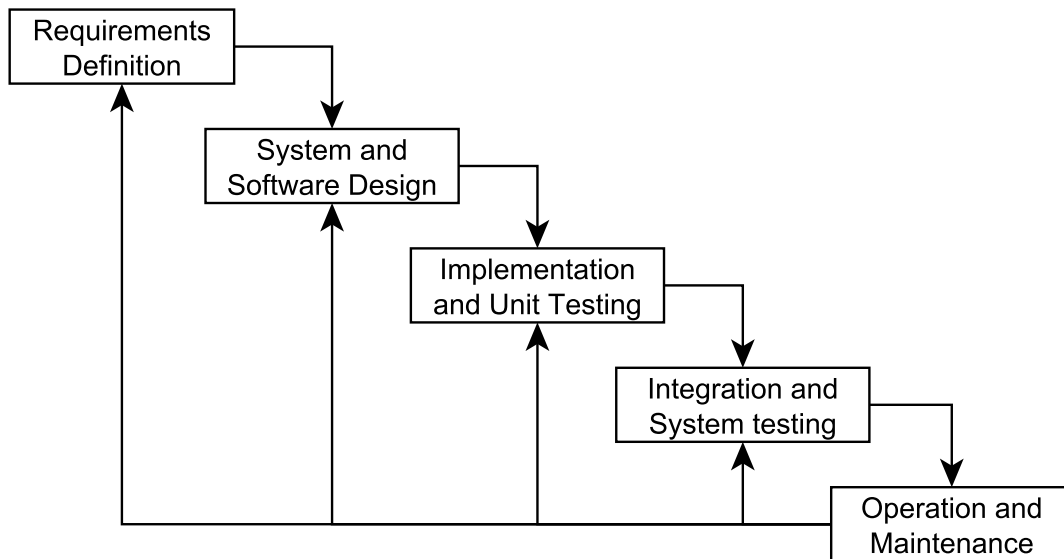 Requirements
Definition
System and
Software Design
Implementation
and Unit Testing
Integration and
System testing
Operation and
Maintenance